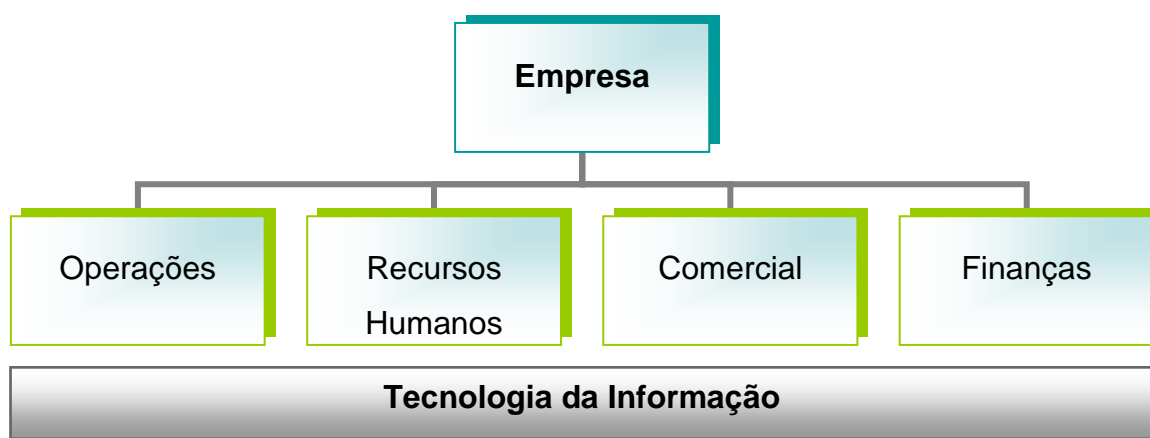 Empresa
Operações
Recursos
Humanos
Comercial
Finanças
Tecnologia da Informação